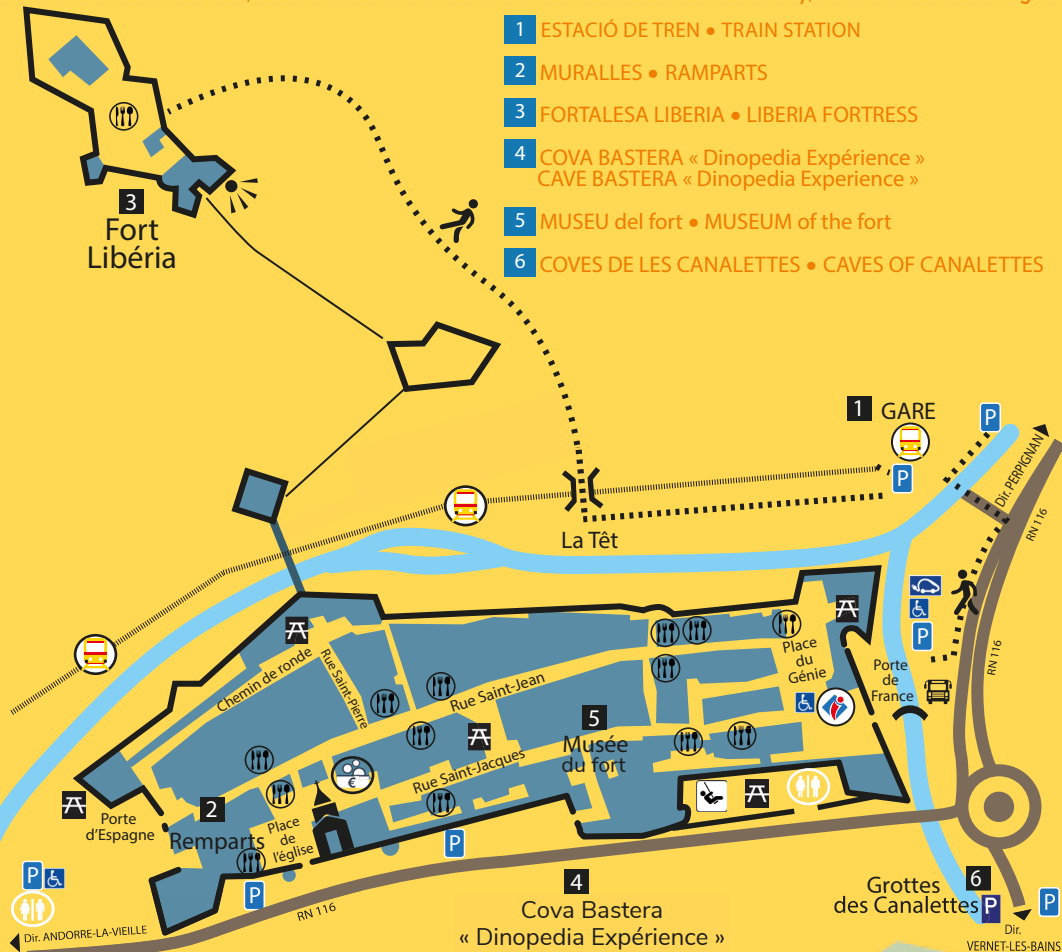 1 ESTACIÓ DE TREN • TRAIN STATION
2 MURALLES • RAMPARTS
3 FORTALESA LIBERIA • LIBERIA FORTRESS
4 COVA BASTERA « Dinopedia Expérience »
CAVE BASTERA « Dinopedia Experience »
5 MUSEU del fort • MUSEUM of the fort
6 COVES DE LES CANALETTES • CAVES OF CANALETTES
3
Fort
Libéria
1 GARE
P
P
Dir. PERPIGNAN
RN 116
La Têt
P
RN 116
Chemin de ronde
Rue Saint-Pierre
Rue Saint-Jean
Place
du
Génie
Porte
de
France
5
Musée
du fort
€
Rue Saint-Jacques
Porte
d'Espagne
2
Remparts
Place
de
l'église
P
P
P
RN 116
Dir. ANDORRE-LA-VIEILLE
4
Cova Bastera
« Dinopedia Expérience »
6
Grottes
des Canalettes
P
P
Dir.
VERNET-LES-BAINS